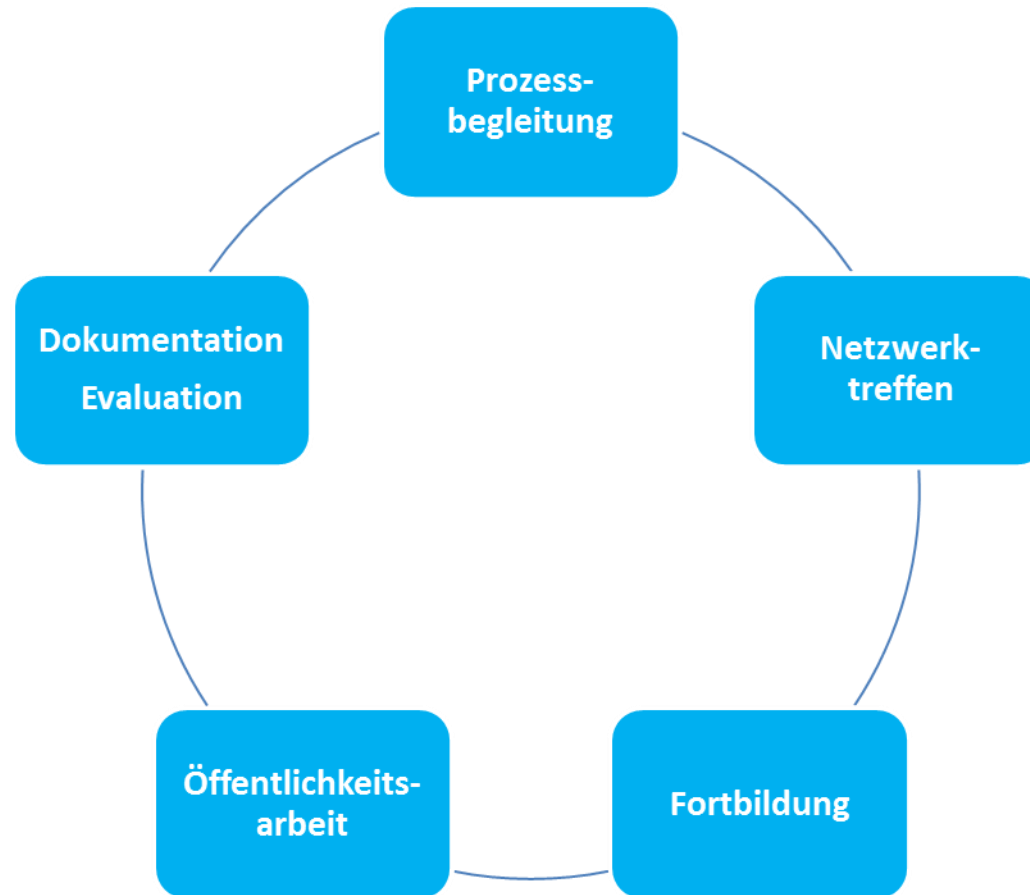 Prozess-
begleitung
Netzwerk-
treffen
Fortbildung
Öffentlichkeits-
arbeit
Dokumentation
Evaluation